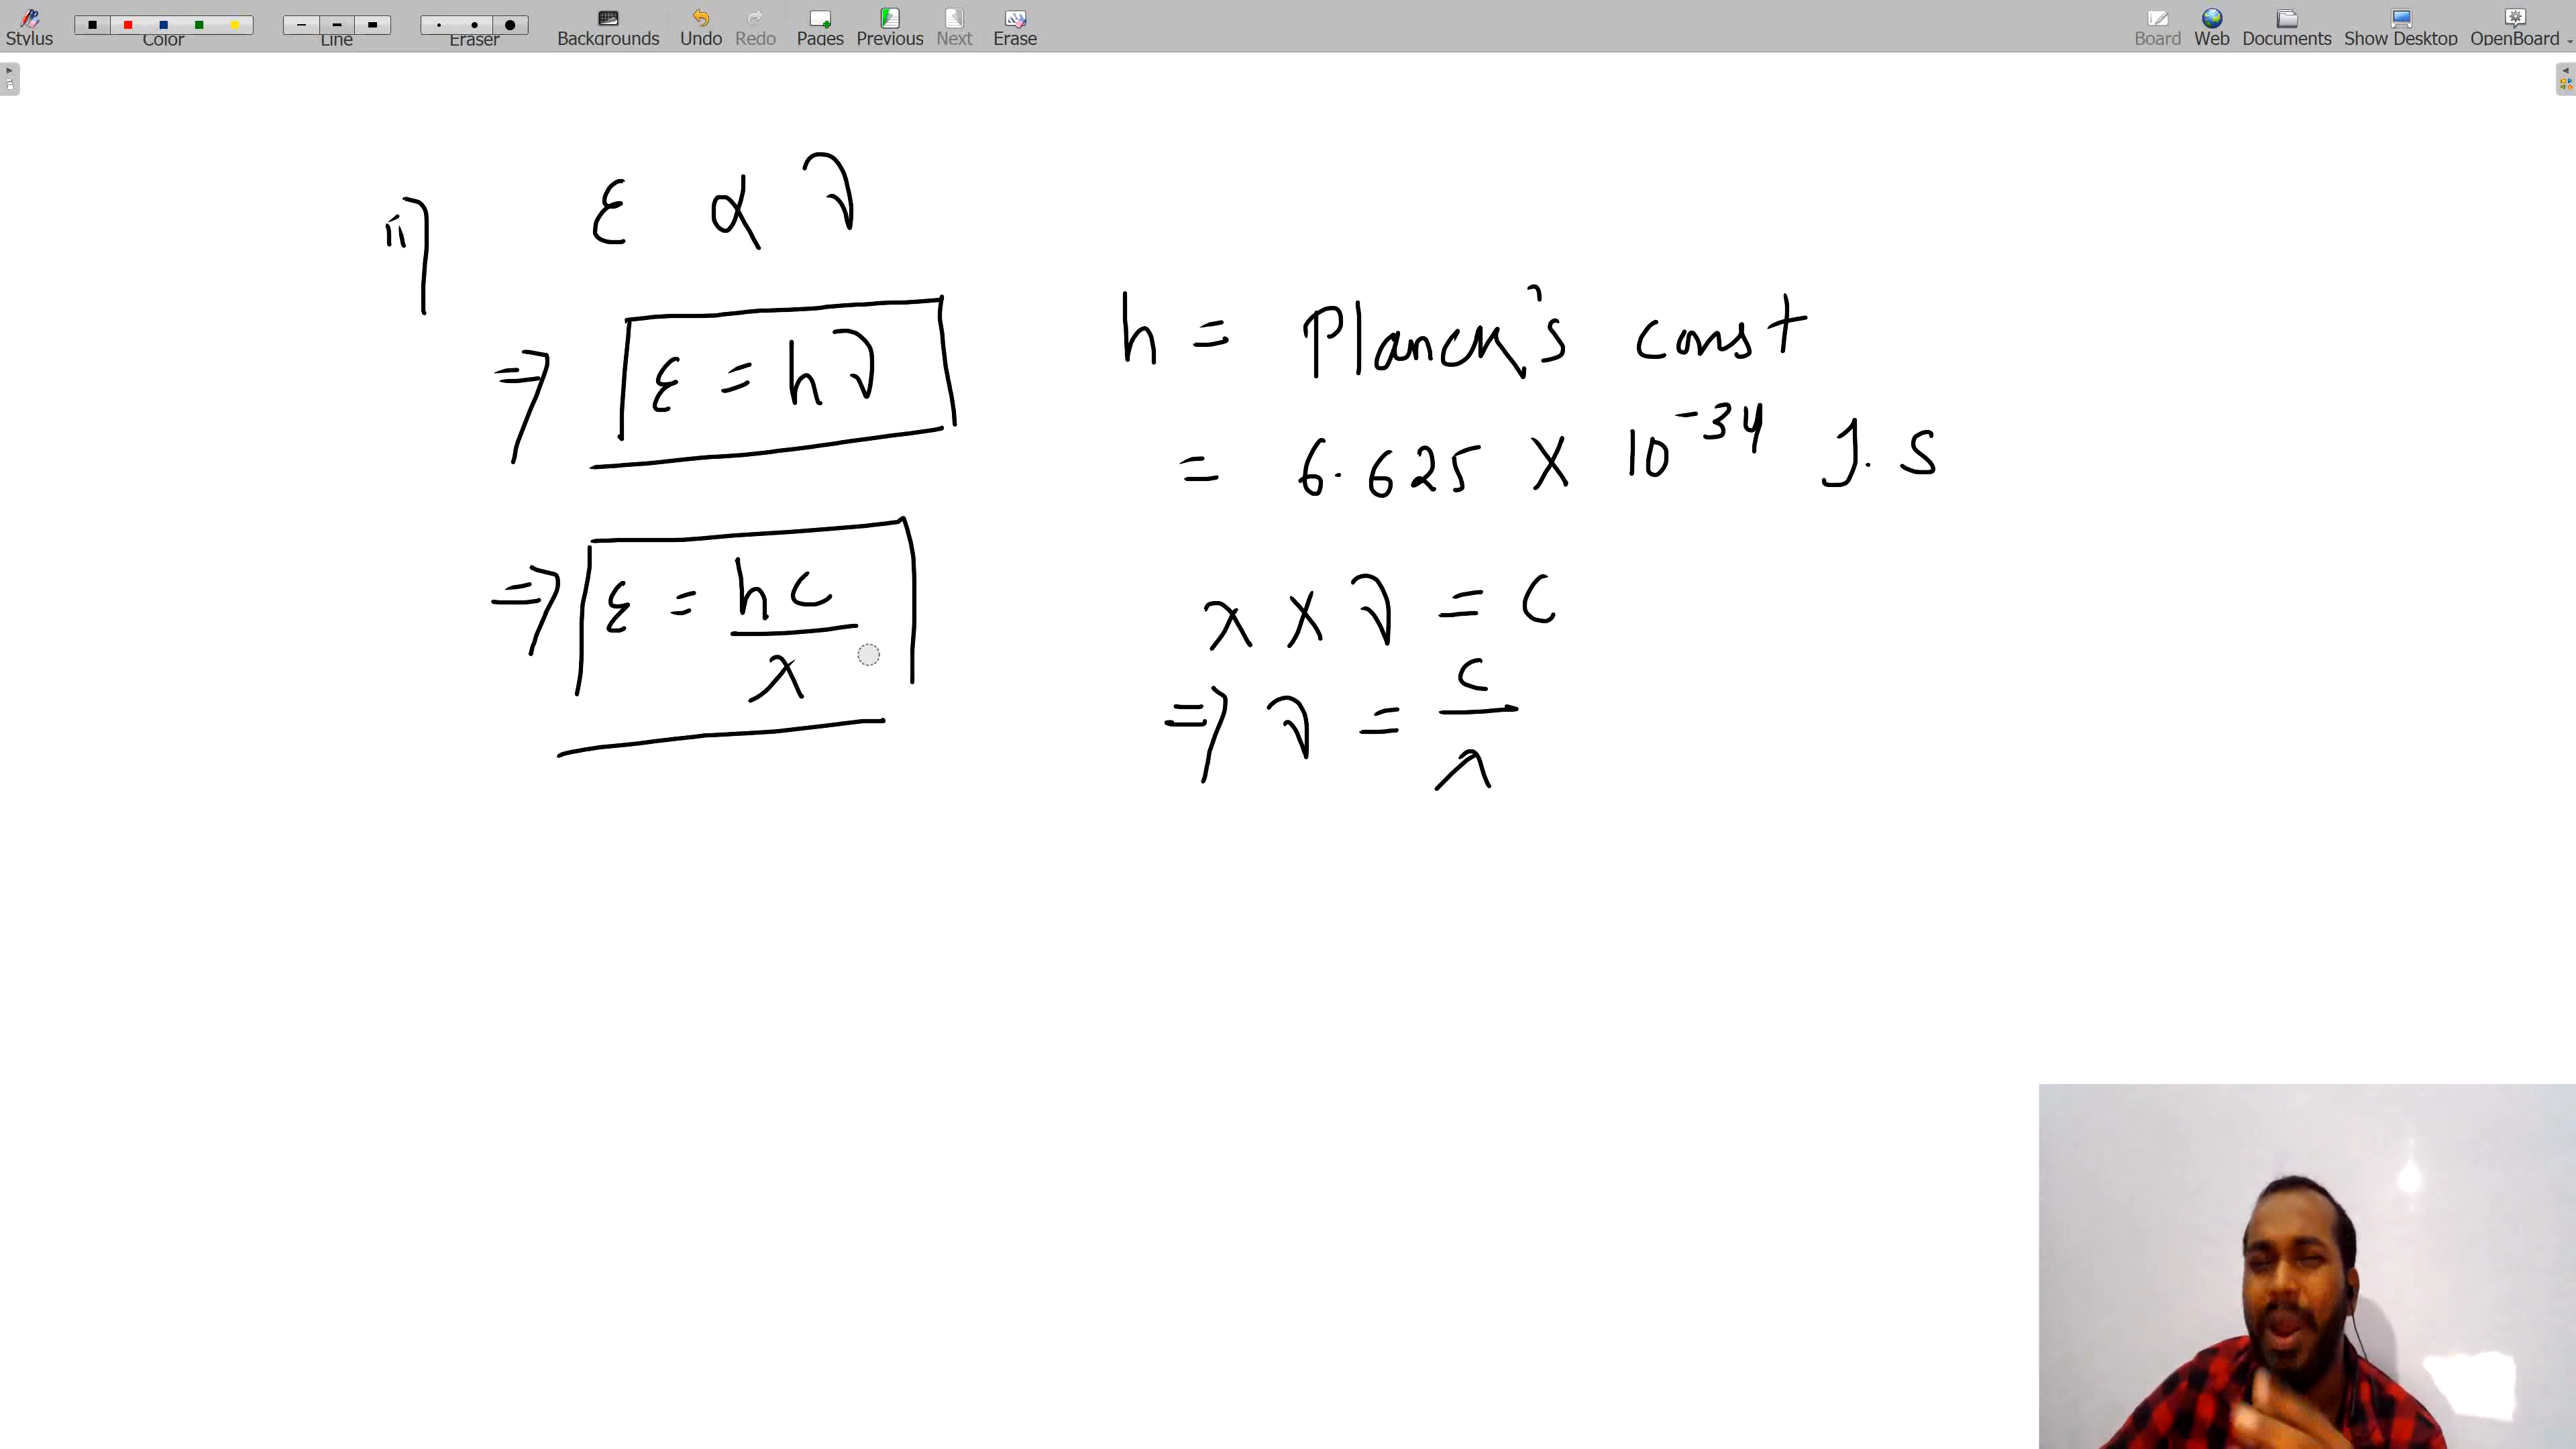 Stylus Color Line Eraser Backgrounds Undo Redo Pages Previous Next Erase Board Web Documents Show Desktop OpenBoard
ii) ε ∝ ν
⇒ ε = hν
h = Planck's const
= 6.625 × 10⁻³⁴ J.S
⇒ ε = hc/λ
λ × ν = c
⇒ ν = c/λ